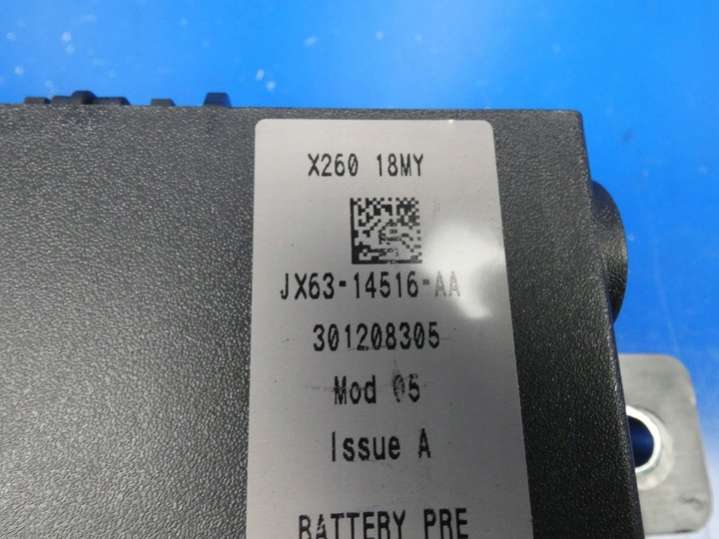 X260 18MY
JX63-14516-AA
301208305
Mod 05
Issue A
BATTERY PRE